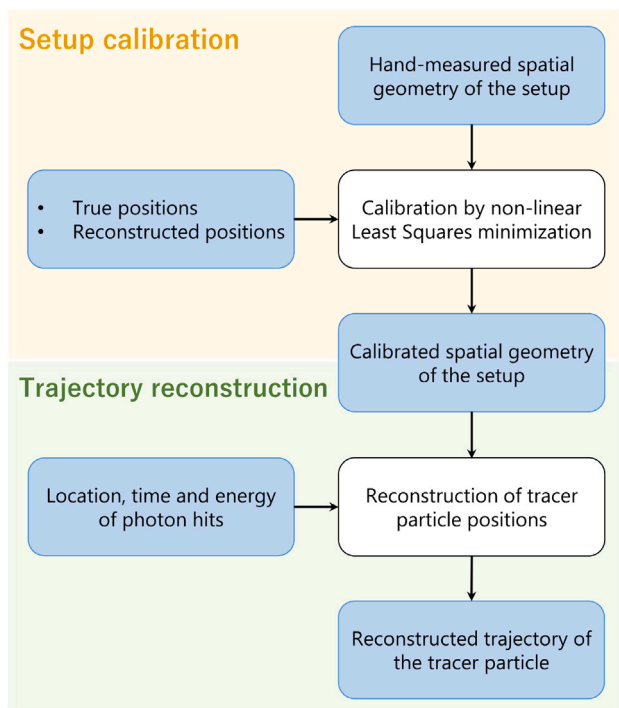 Setup calibration
Hand-measured spatial
geometry of the setup
• True positions
• Reconstructed positions
Calibration by non-linear
Least Squares minimization
Calibrated spatial geometry
of the setup
Trajectory reconstruction
Location, time and energy
of photon hits
Reconstruction of tracer
particle positions
Reconstructed trajectory of
the tracer particle